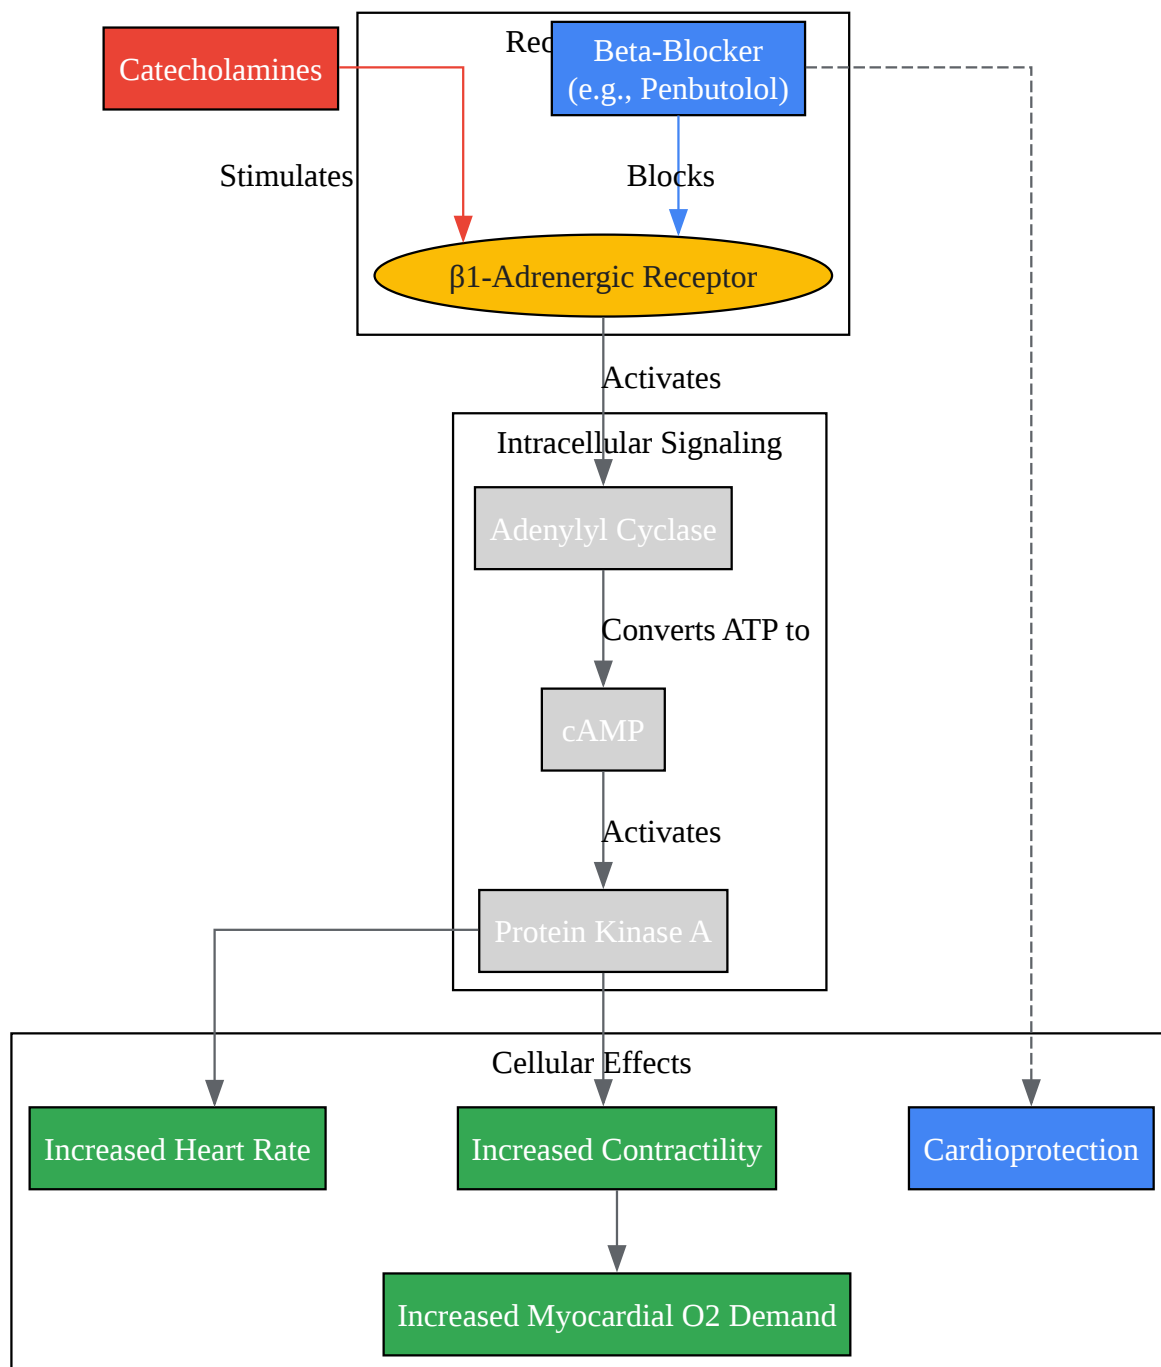 Catecholamines
Beta-Blocker
(e.g., Penbutolol)
Stimulates
Blocks
β1-Adrenergic Receptor
Activates
Intracellular Signaling
Adenylyl Cyclase
Converts ATP to
cAMP
Activates
Protein Kinase A
Cellular Effects
Increased Heart Rate
Increased Contractility
Cardioprotection
Increased Myocardial O2 Demand